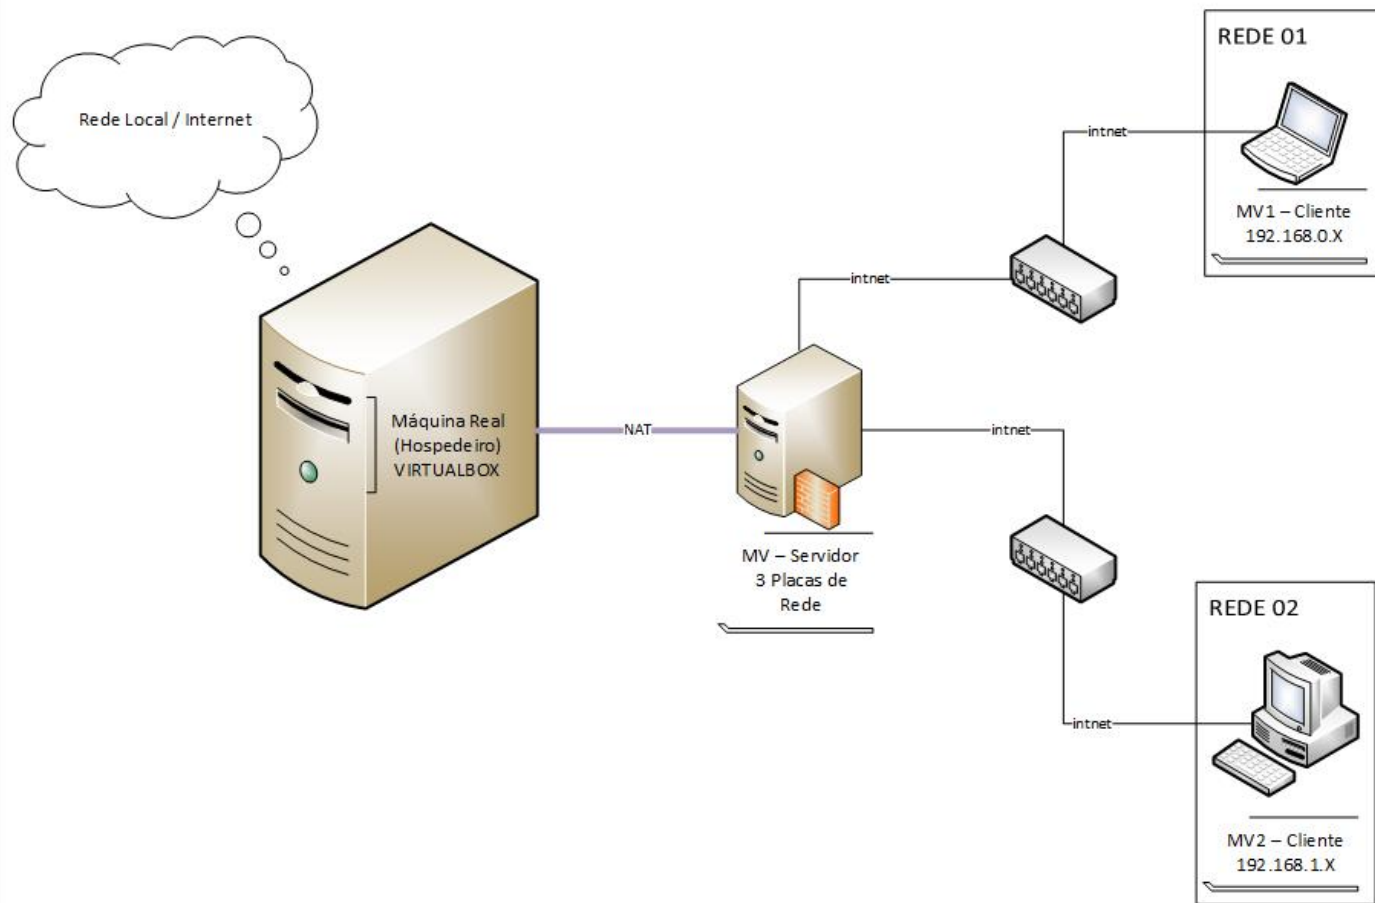 Rede Local / Internet
Máquina Real
(Hospedeiro)
VIRTUALBOX
NAT
MV – Servidor
3 Placas de
Rede
intnet
intnet
REDE 01
MV1 – Cliente
192.168.0.X
intnet
intnet
REDE 02
MV2 – Cliente
192.168.1.X